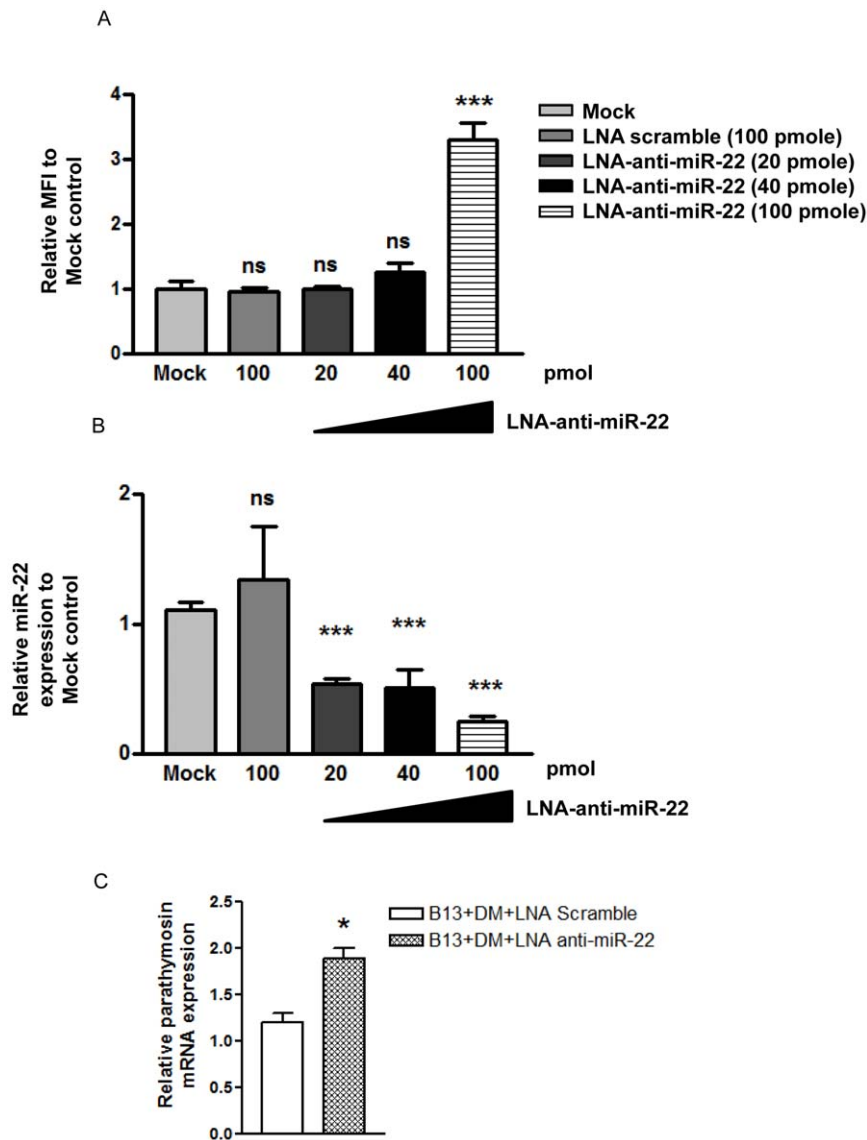 A
Relative MFI to
Mock control
4
3
2
1
0
ns
ns
ns
***
Mock
100
20
40
100
pmol
LNA-anti-miR-22
Mock
LNA scramble (100 pmole)
LNA-anti-miR-22 (20 pmole)
LNA-anti-miR-22 (40 pmole)
LNA-anti-miR-22 (100 pmole)
B
Relative miR-22
expression to
Mock control
2
1
0
ns
***
***
***
Mock
100
20
40
100
pmol
LNA-anti-miR-22
C
Relative parathymosin
mRNA expression
2.5
2.0
1.5
1.0
0.5
0.0
*
B13+DM+LNA Scramble
B13+DM+LNA anti-miR-22